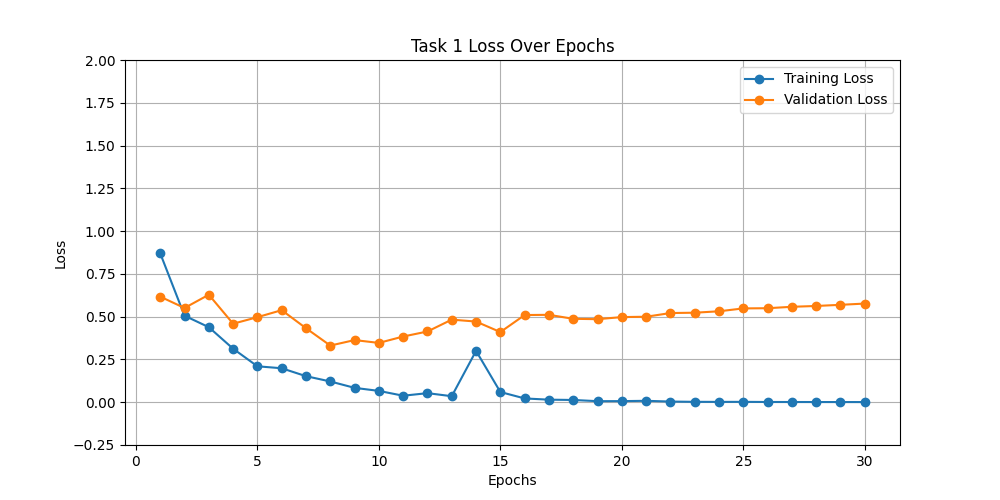 Task 1 Loss Over Epochs
Training Loss
Validation Loss
Loss
2.00
1.75
1.50
1.25
1.00
0.75
0.50
0.25
0.00
−0.25
0 5 10 15 20 25 30
Epochs